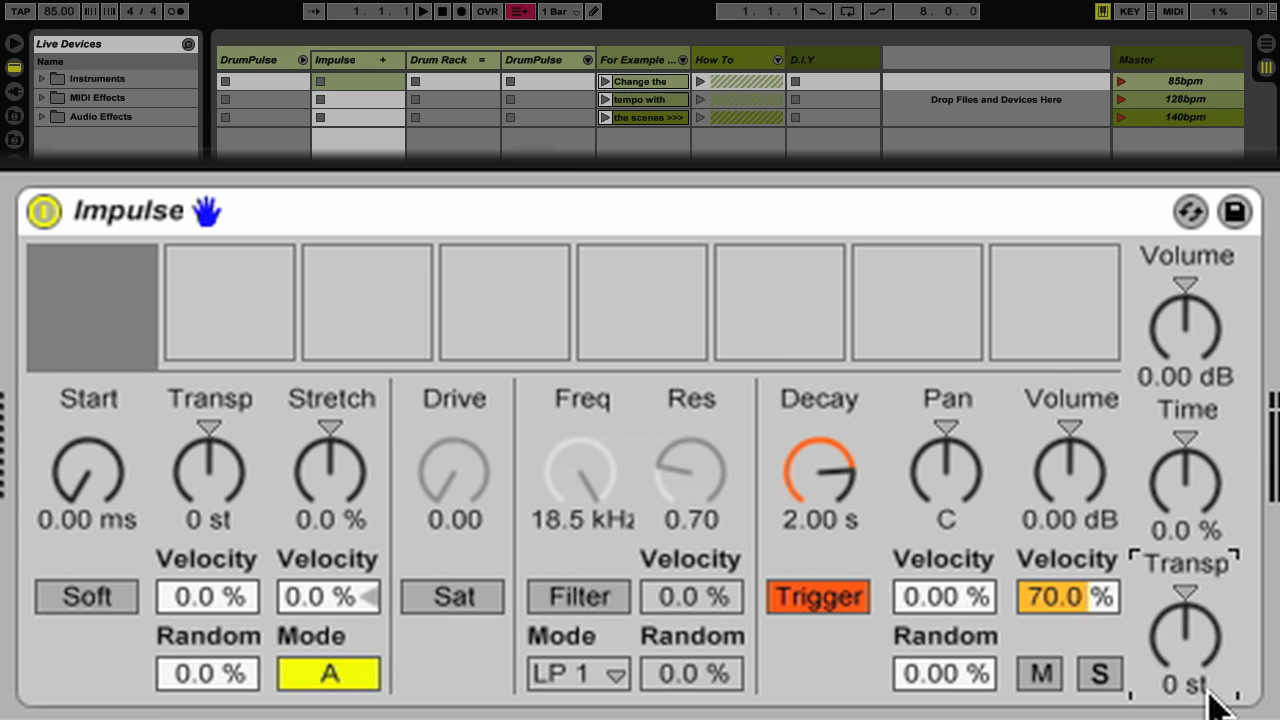 TAP 85.00 4 / 4 1. 1. 1 OVR 1 Bar 1. 1. 1 8. 0. 0 KEY MIDI 1 % D
Live Devices
Name
Instruments
MIDI Effects
Audio Effects
DrumPulse Impulse + Drum Rack = DrumPulse For Example ... How To D.I.Y Master
Change the 85bpm
tempo with Drop Files and Devices Here 128bpm
the scenes >>> 140bpm
Impulse
Volume
0.00 dB
Start Transp Stretch Drive Freq Res Decay Pan Volume Time
0.00 ms 0 st 0.0 % 0.00 18.5 kHz 0.70 2.00 s C 0.00 dB 0.0 %
Velocity Velocity Velocity Velocity Velocity Transp
Soft 0.0 % 0.0 % Sat Filter 0.0 % Trigger 0.00 % 70.0 %
Random Mode Mode Random Random
0.0 % A LP 1 0.0 % 0.00 % M S 0 st